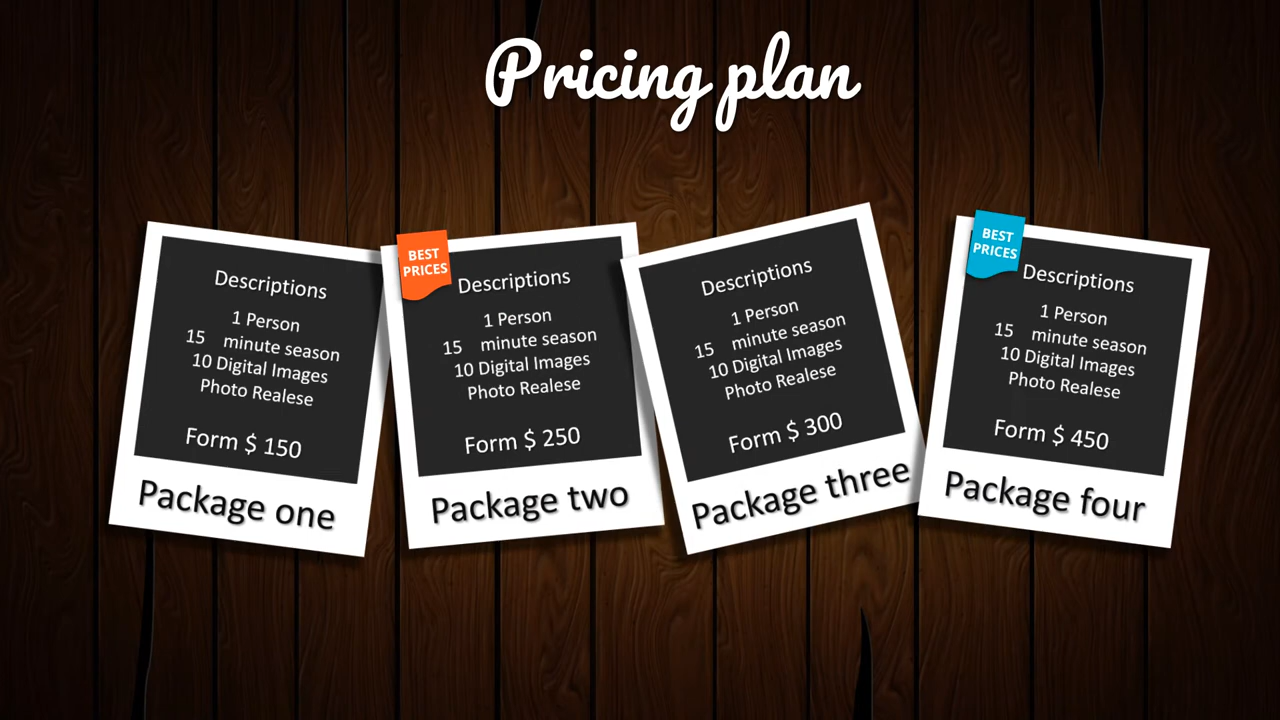 Pricing plan
Descriptions
1 Person
15 minute season
10 Digital Images
Photo Realese
Form $ 150
Package one
BEST
PRICES
Descriptions
1 Person
15 minute season
10 Digital Images
Photo Realese
Form $ 250
Package two
Descriptions
1 Person
15 minute season
10 Digital Images
Photo Realese
Form $ 300
Package three
BEST
PRICES
Descriptions
1 Person
15 minute season
10 Digital Images
Photo Realese
Form $ 450
Package four